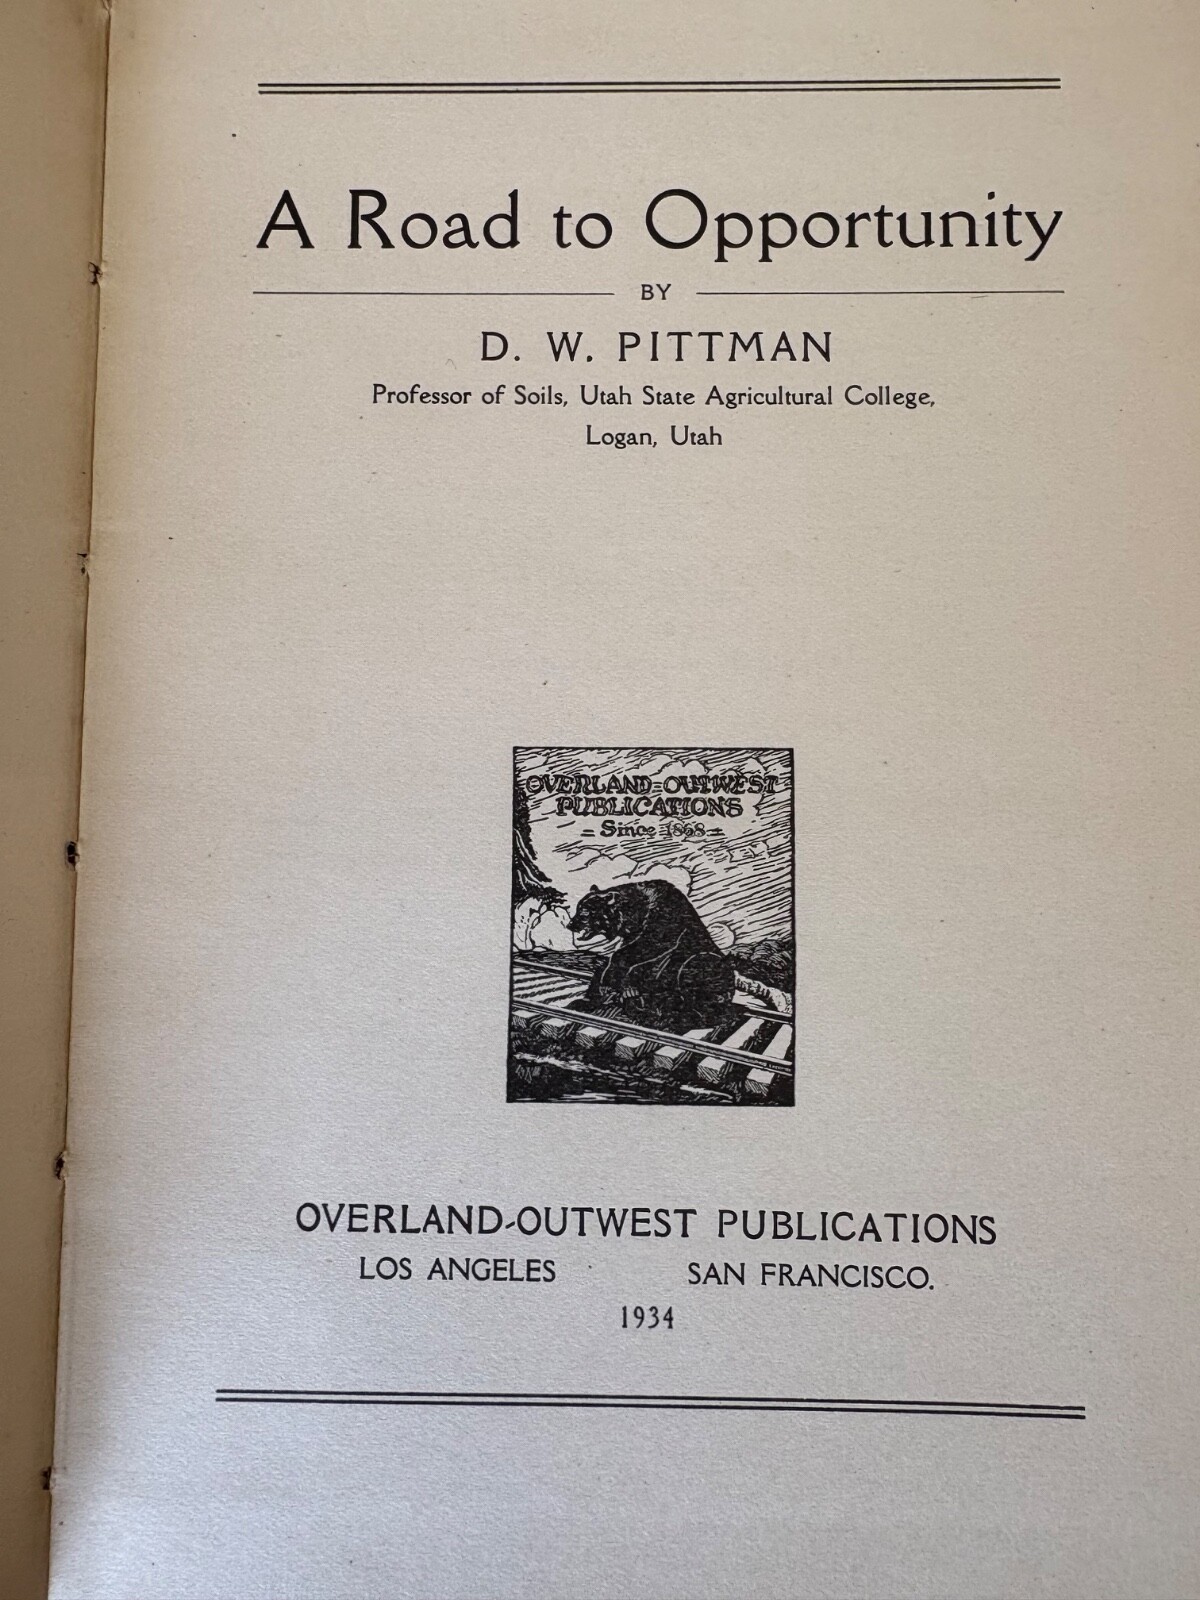 A Road to Opportunity
BY
D. W. PITTMAN
Professor of Soils, Utah State Agricultural College,
Logan, Utah
OVERLAND=OUTWEST
PUBLICATIONS
= Since 1868 =
OVERLAND-OUTWEST PUBLICATIONS
LOS ANGELES SAN FRANCISCO.
1934